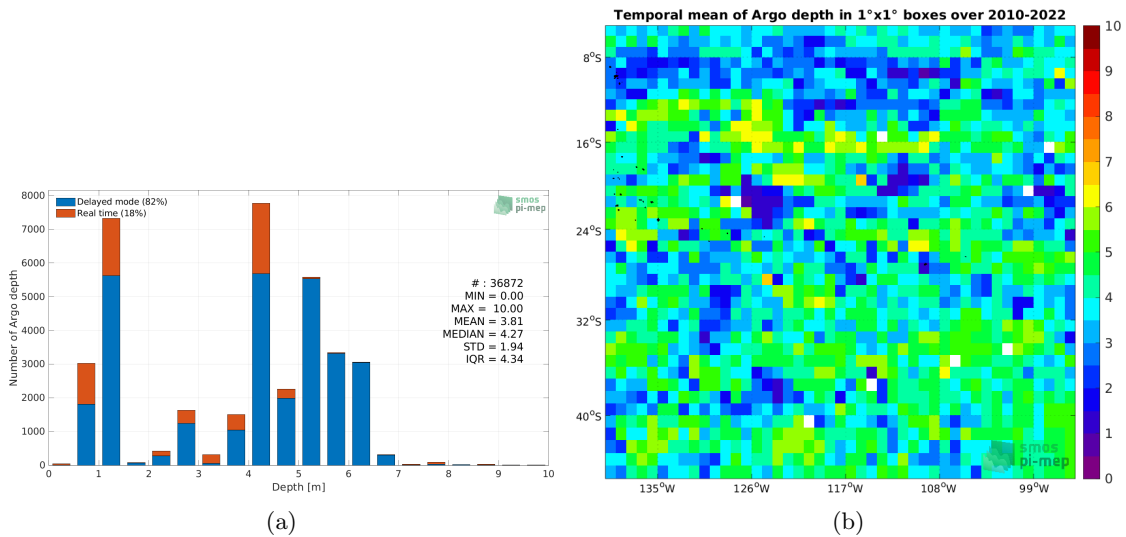 Temporal mean of Argo depth in 1°x1° boxes over 2010-2022
Number of Argo depth
8000
7000
6000
5000
4000
3000
2000
1000
0
Delayed mode (82%)
Real time (18%)
smos
pi-mep
# : 36872
MIN = 0.00
MAX = 10.00
MEAN = 3.81
MEDIAN = 4.27
STD = 1.94
IQR = 4.34
0 1 2 3 4 5 6 7 8 9 10
Depth [m]
(a)
8°S
16°S
24°S
32°S
40°S
135°W 126°W 117°W 108°W 99°W
smos
pi-mep
10
9
8
7
6
5
4
3
2
1
0
(b)